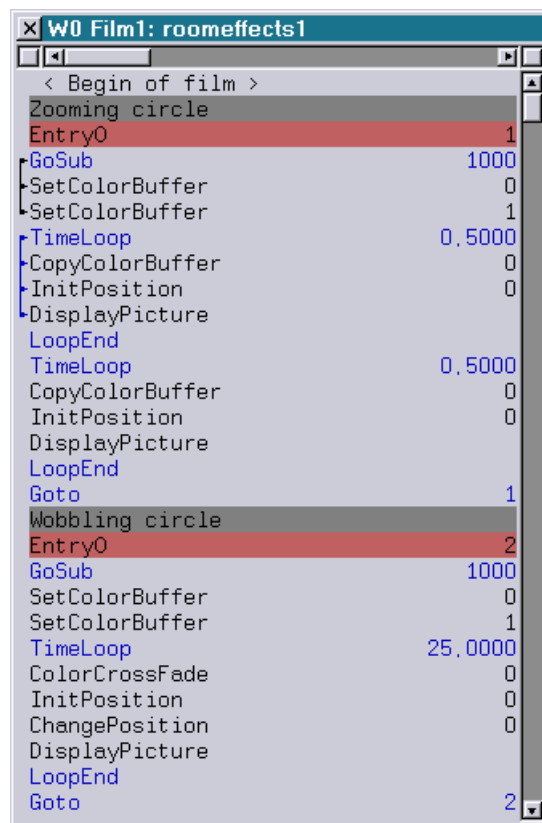 W0 Film1: roomeffects1
< Begin of film >
Zooming circle
EntryO 1
GoSub 1000
SetColorBuffer 0
SetColorBuffer 1
TimeLoop 0,5000
CopyColorBuffer 0
InitPosition 0
DisplayPicture
LoopEnd
TimeLoop 0,5000
CopyColorBuffer 0
InitPosition 0
DisplayPicture
LoopEnd
Goto 1
Wobbling circle
EntryO 2
GoSub 1000
SetColorBuffer 0
SetColorBuffer 1
TimeLoop 25,0000
ColorCrossFade 0
InitPosition 0
ChangePosition 0
DisplayPicture
LoopEnd
Goto 2